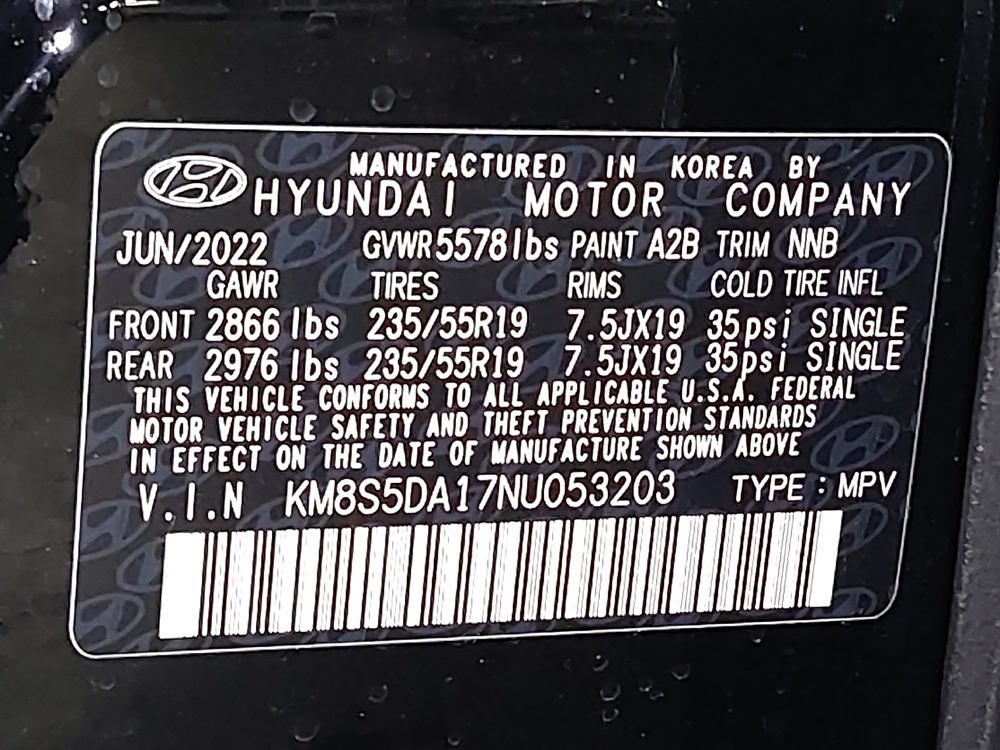 MANUFACTURED IN KOREA BY
HYUNDAI MOTOR COMPANY
JUN/2022 GVWR 5578lbs PAINT A2B TRIM NNB
GAWR TIRES RIMS COLD TIRE INFL
FRONT 2866 lbs 235/55R19 7.5JX19 35psi SINGLE
REAR 2976 lbs 235/55R19 7.5JX19 35psi SINGLE
THIS VEHICLE CONFORMS TO ALL APPLICABLE U.S.A. FEDERAL
MOTOR VEHICLE SAFETY AND THEFT PREVENTION STANDARDS
IN EFFECT ON THE DATE OF MANUFACTURE SHOWN ABOVE
V.I.N KM8S5DA17NU053203 TYPE : MPV